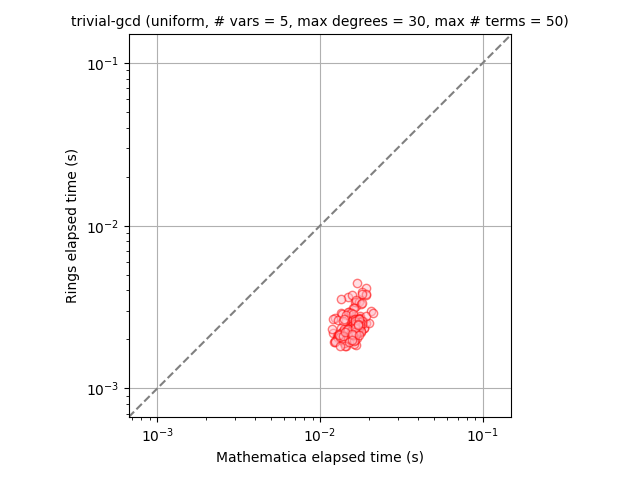 trivial-gcd (uniform, # vars = 5, max degrees = 30, max # terms = 50)
Rings elapsed time (s)
10⁻¹
10⁻²
10⁻³
10⁻³ 10⁻² 10⁻¹
Mathematica elapsed time (s)